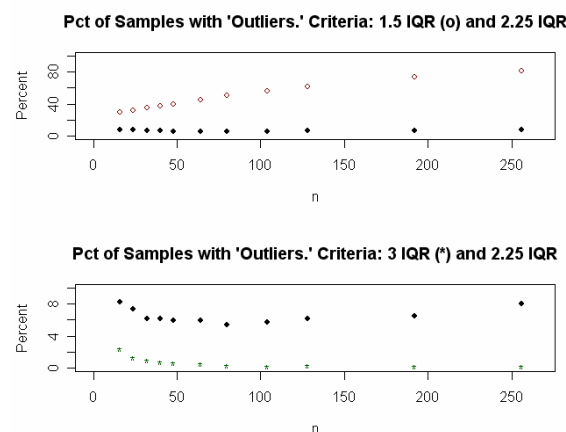 Pct of Samples with 'Outliers.' Criteria: 1.5 IQR (o) and 2.25 IQR
Percent
80
40
0
0 50 100 150 200 250
n
Pct of Samples with 'Outliers.' Criteria: 3 IQR (*) and 2.25 IQR
Percent
8
4
0
0 50 100 150 200 250
n